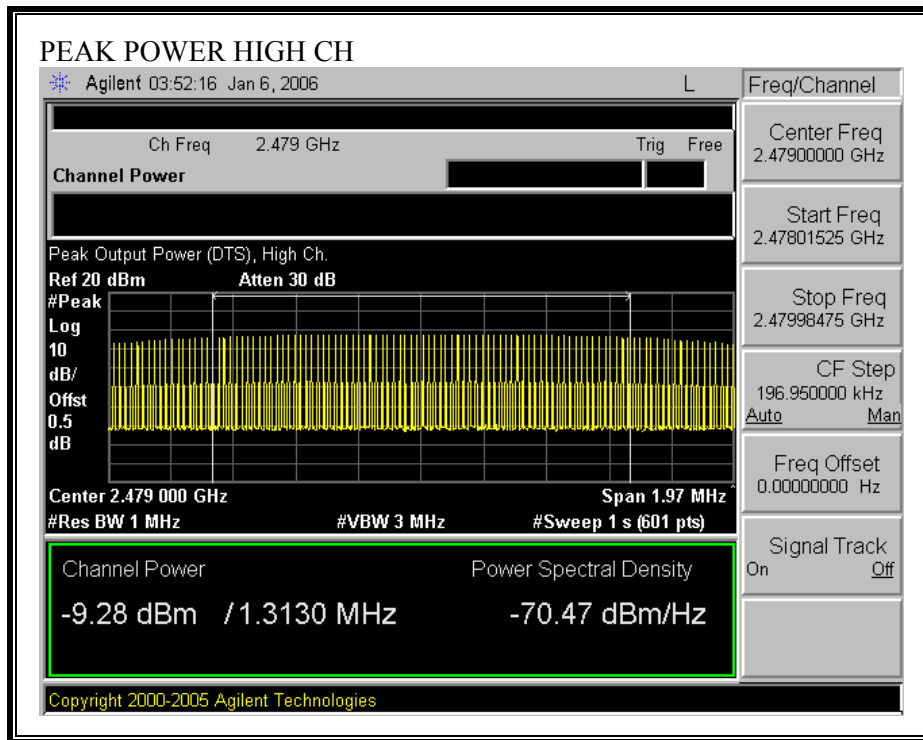 PEAK POWER HIGH CH
Agilent 03:52:16 Jan 6, 2006 L
Freq/Channel
Ch Freq 2.479 GHz Trig Free
Channel Power
Peak Output Power (DTS), High Ch.
Ref 20 dBm Atten 30 dB
#Peak
Log
10
dB/
Offst
0.5
dB
Center 2.479 000 GHz Span 1.97 MHz
#Res BW 1 MHz #VBW 3 MHz #Sweep 1 s (601 pts)
Channel Power Power Spectral Density
-9.28 dBm /1.3130 MHz -70.47 dBm/Hz
Copyright 2000-2005 Agilent Technologies
Center Freq
2.47900000 GHz
Start Freq
2.47801525 GHz
Stop Freq
2.47998475 GHz
CF Step
196.950000 kHz
Auto Man
Freq Offset
0.00000000 Hz
Signal Track
On Off